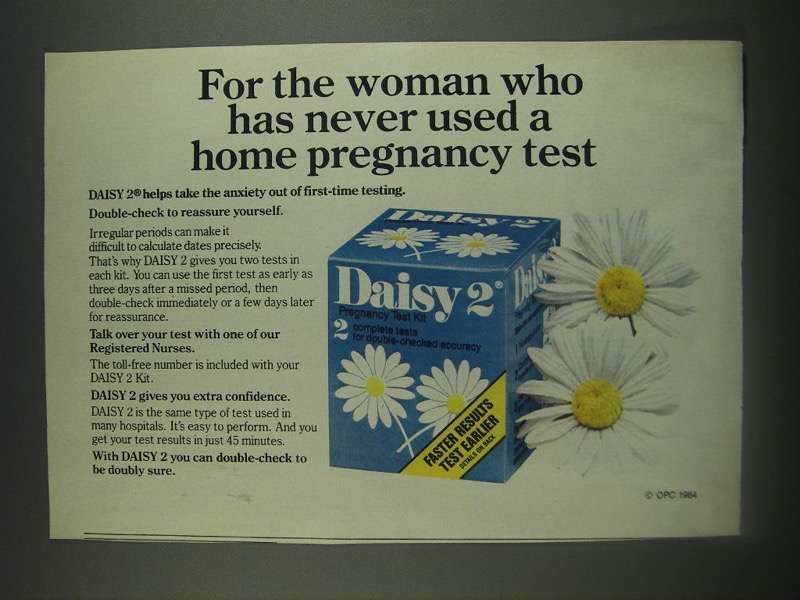 For the woman who
has never used a
home pregnancy test
DAISY 2® helps take the anxiety out of first-time testing.
Double-check to reassure yourself.
Irregular periods can make it
difficult to calculate dates precisely.
That's why DAISY 2 gives you two tests in
each kit. You can use the first test as early as
three days after a missed period, then
double-check immediately or a few days later
for reassurance.
Talk over your test with one of our
Registered Nurses.
The toll-free number is included with your
DAISY 2 Kit.
DAISY 2 gives you extra confidence.
DAISY 2 is the same type of test used in
many hospitals. It's easy to perform. And you
get your test results in just 45 minutes.
With DAISY 2 you can double-check to
be doubly sure.
Daisy 2®
Daisy 2®
Pregnancy Test Kit
2 complete tests
for double-checked accuracy
FASTER RESULTS
TEST EARLIER
DETAILS ON BACK
Daisy
© OPC 1984